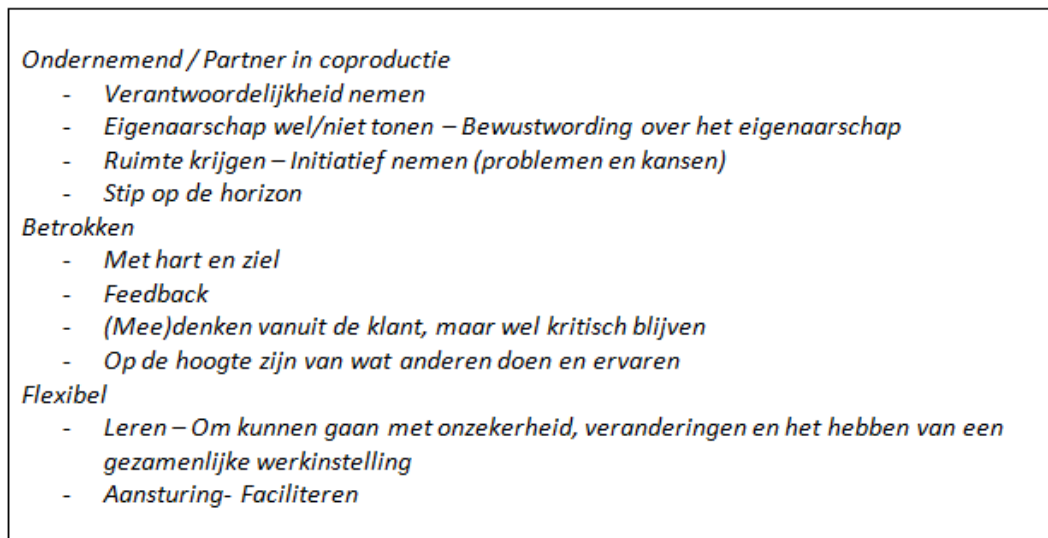 Ondernemend / Partner in coproductie
- Verantwoordelijkheid nemen
- Eigenaarschap wel/niet tonen – Bewustwording over het eigenaarschap
- Ruimte krijgen – Initiatief nemen (problemen en kansen)
- Stip op de horizon
Betrokken
- Met hart en ziel
- Feedback
- (Mee)denken vanuit de klant, maar wel kritisch blijven
- Op de hoogte zijn van wat anderen doen en ervaren
Flexibel
- Leren – Om kunnen gaan met onzekerheid, veranderingen en het hebben van een
gezamenlijke werkinstelling
- Aansturing- Faciliteren